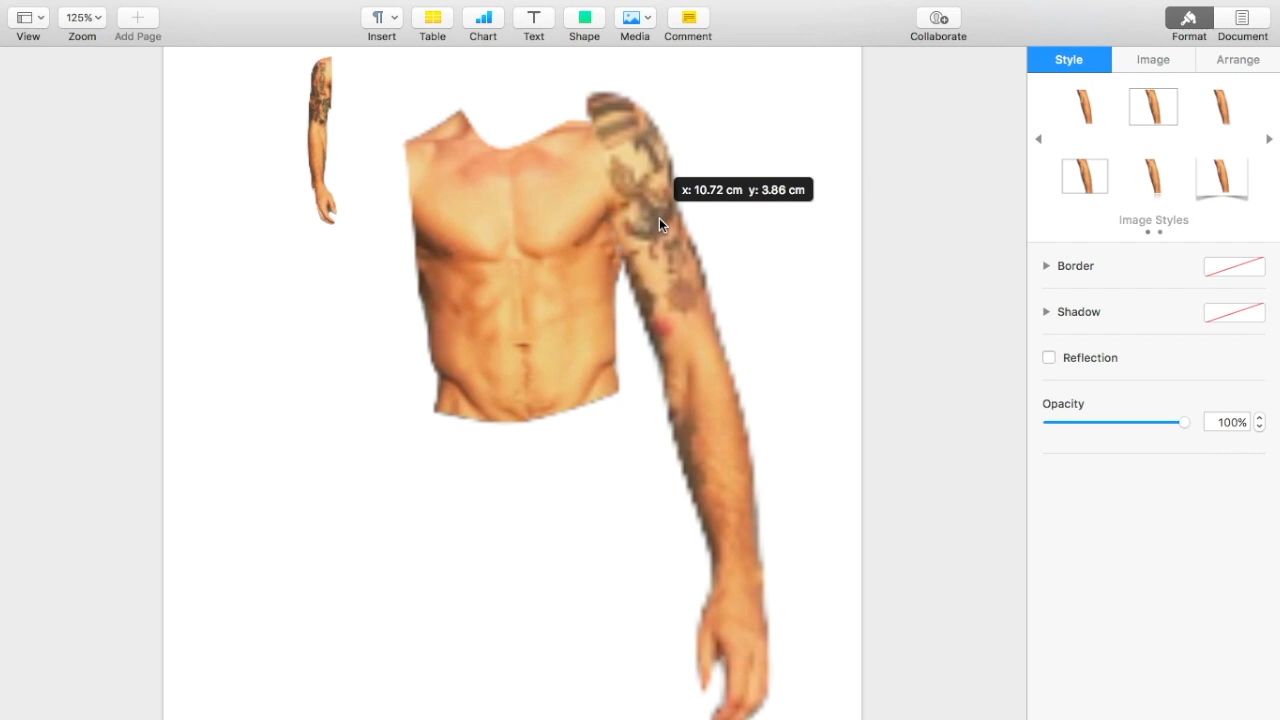 125%
View
Zoom
Add Page
Insert
Table
Chart
Text
Shape
Media
Comment
Collaborate
Format
Document
Style
Image
Arrange
x: 10.72 cm y: 3.86 cm
Image Styles
Border
Shadow
Reflection
Opacity
100%